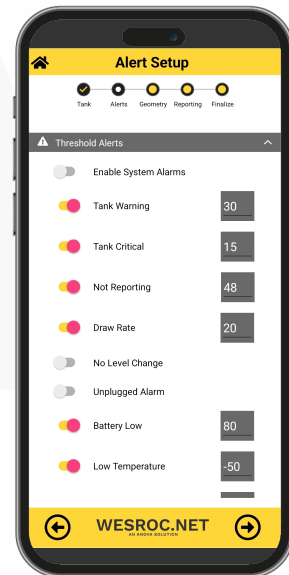 Alert Setup
Tank Alerts Geometry Reporting Finalize
Threshold Alerts
Enable System Alarms
Tank Warning 30
Tank Critical 15
Not Reporting 48
Draw Rate 20
No Level Change
Unplugged Alarm
Battery Low 80
Low Temperature -50
WESROC.NET
AN ANOVA SOLUTION